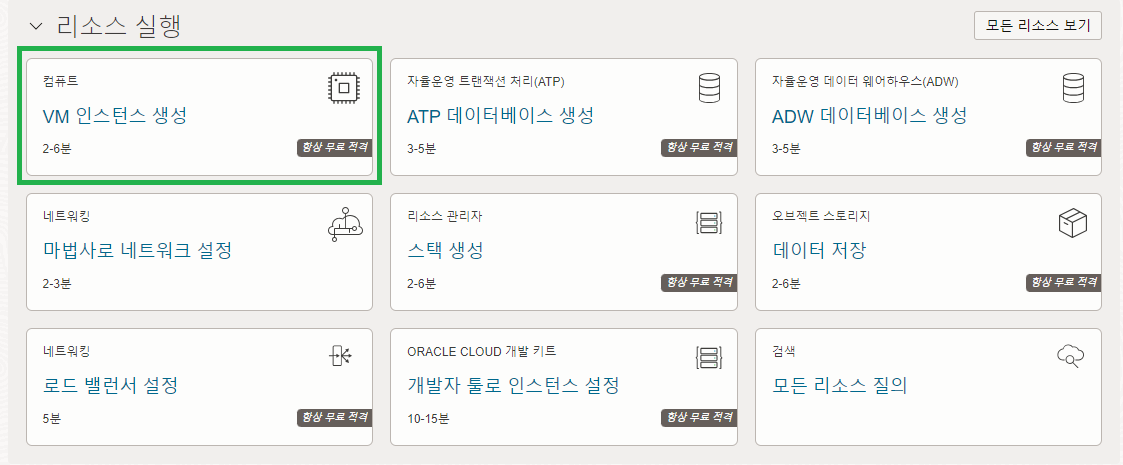 리소스 실행
모든 리소스 보기
컴퓨트
VM 인스턴스 생성
2-6분
항상 무료 적격
자율운영 트랜잭션 처리(ATP)
ATP 데이터베이스 생성
3-5분
항상 무료 적격
자율운영 데이터 웨어하우스(ADW)
ADW 데이터베이스 생성
3-5분
항상 무료 적격
네트워킹
마법사로 네트워크 설정
2-3분
리소스 관리자
스택 생성
2-6분
항상 무료 적격
오브젝트 스토리지
데이터 저장
2-6분
항상 무료 적격
네트워킹
로드 밸런서 설정
5분
항상 무료 적격
ORACLE CLOUD 개발 키트
개발자 툴로 인스턴스 설정
10-15분
항상 무료 적격
검색
모든 리소스 질의